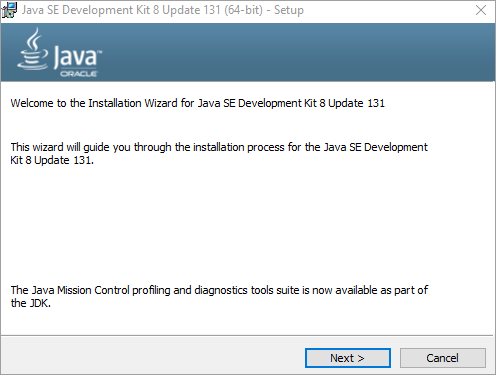 Java SE Development Kit 8 Update 131 (64-bit) - Setup
Java™
ORACLE
Welcome to the Installation Wizard for Java SE Development Kit 8 Update 131
This wizard will guide you through the installation process for the Java SE Development
Kit 8 Update 131.
The Java Mission Control profiling and diagnostics tools suite is now available as part of
the JDK.
Next >
Cancel